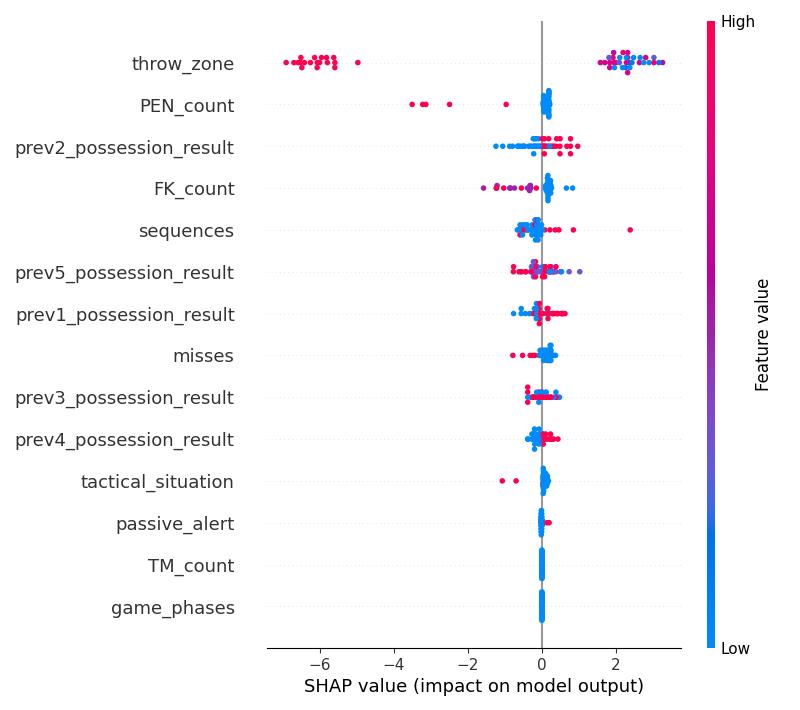 High
throw_zone
PEN_count
prev2_possession_result
FK_count
sequences
prev5_possession_result
prev1_possession_result
misses
prev3_possession_result
prev4_possession_result
tactical_situation
passive_alert
TM_count
game_phases
Feature value
Low
−6 −4 −2 0 2
SHAP value (impact on model output)